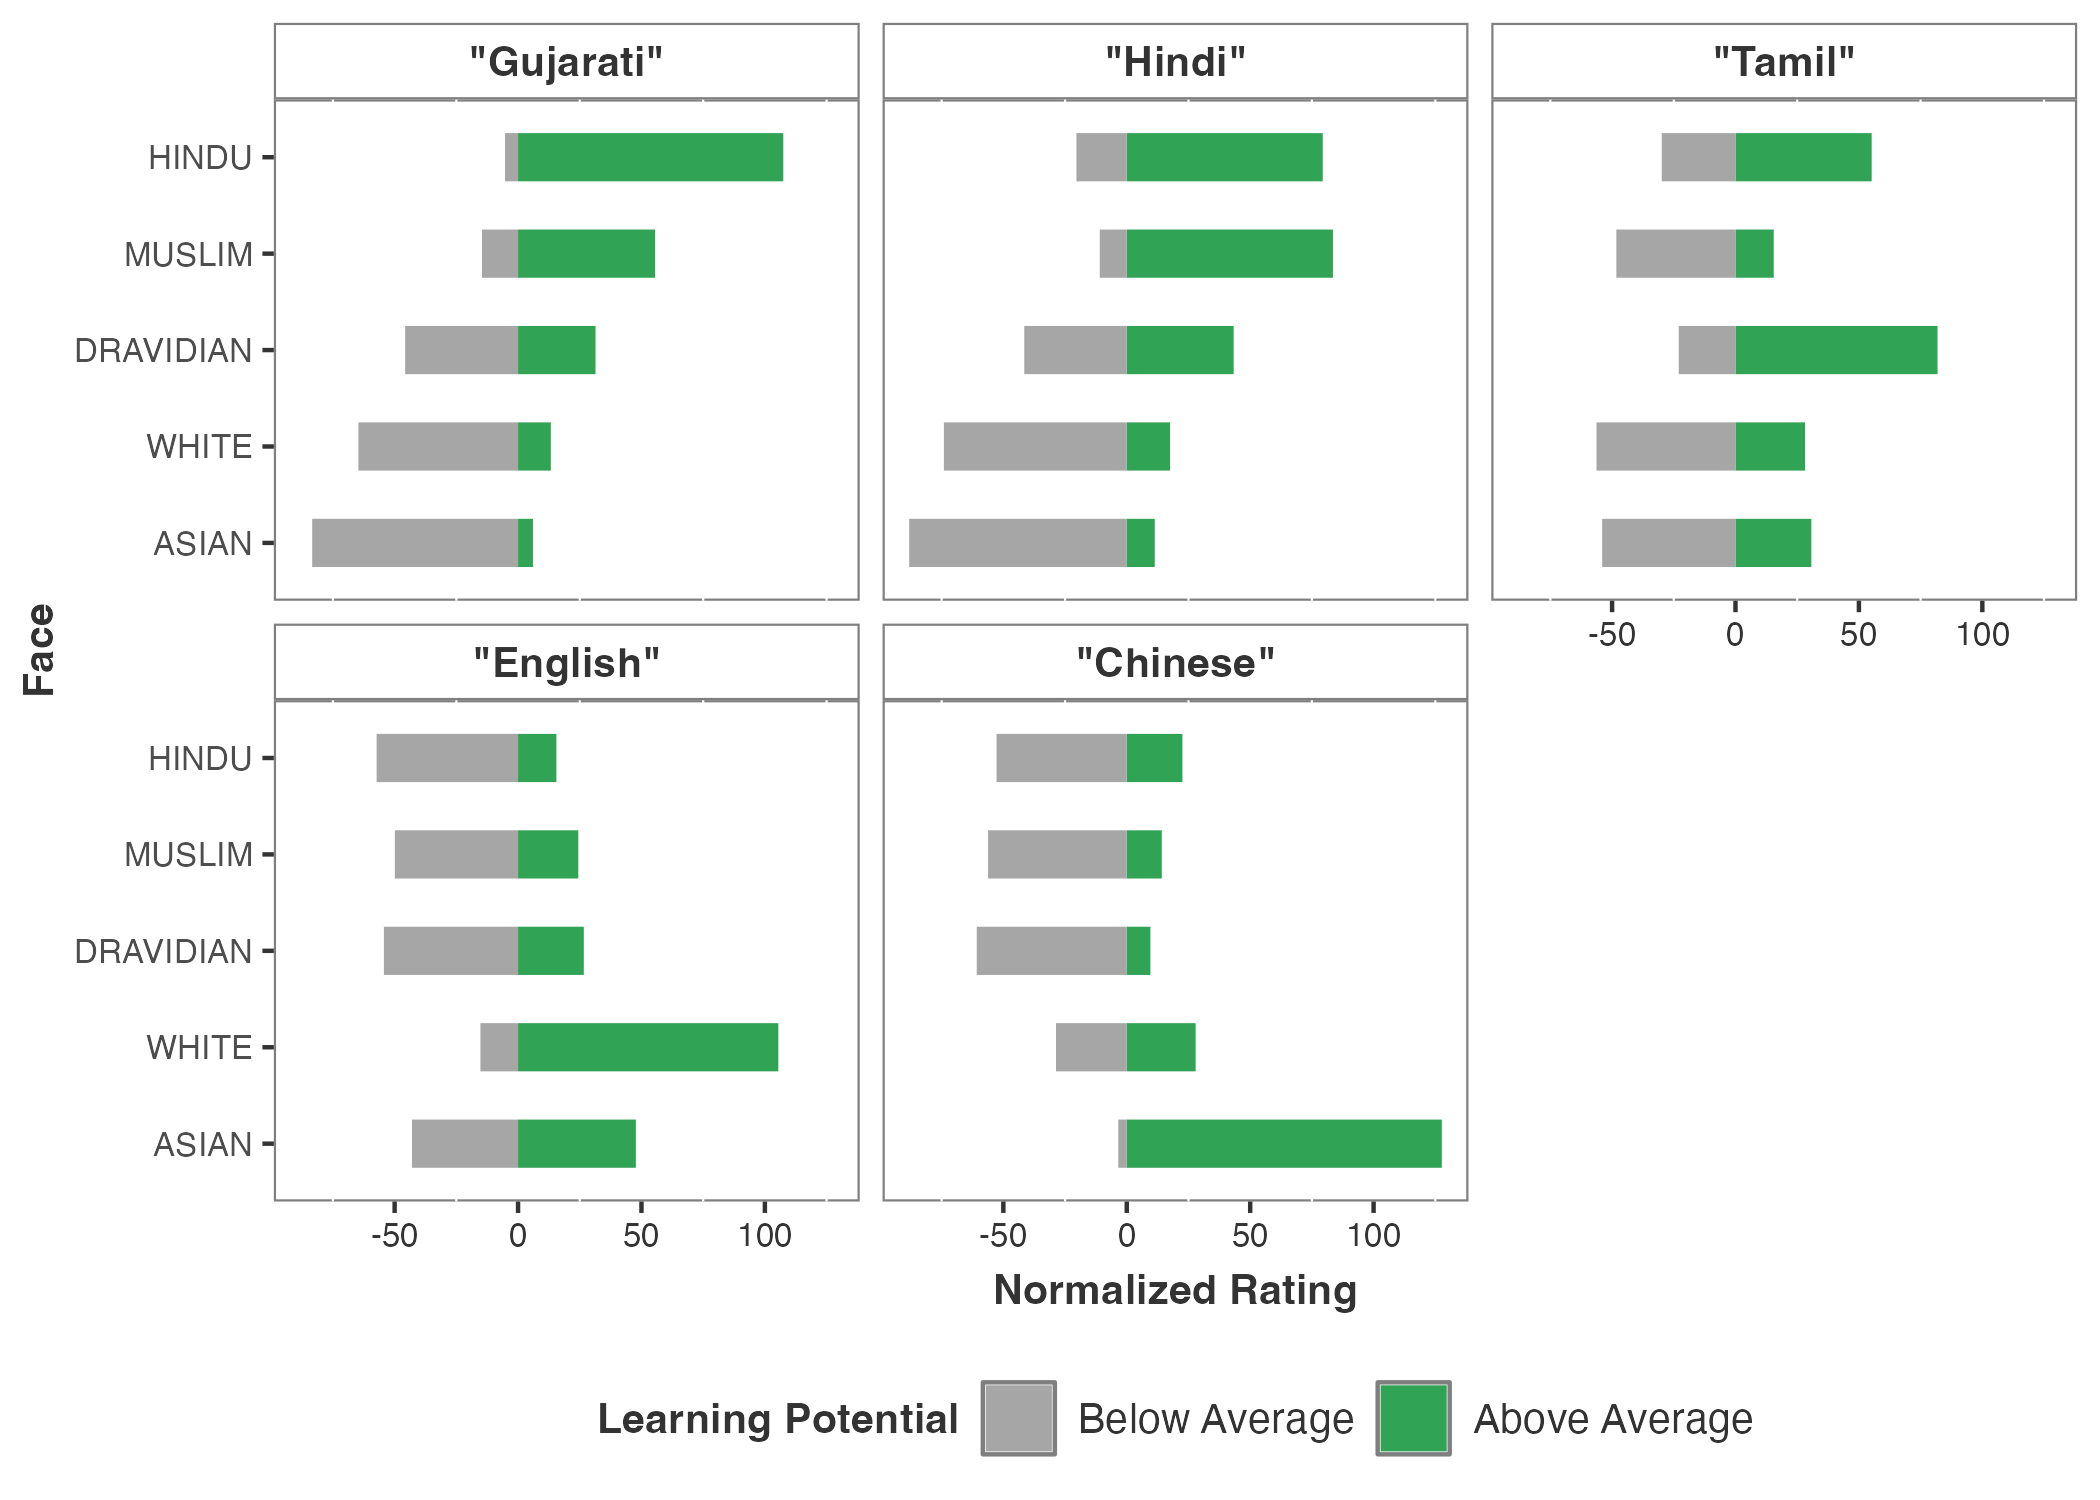 "Gujarati"
"Hindi"
"Tamil"
HINDU
MUSLIM
DRAVIDIAN
WHITE
ASIAN
-50 0 50 100
Face
"English"
"Chinese"
HINDU
MUSLIM
DRAVIDIAN
WHITE
ASIAN
-50 0 50 100
-50 0 50 100
Normalized Rating
Learning Potential Below Average Above Average